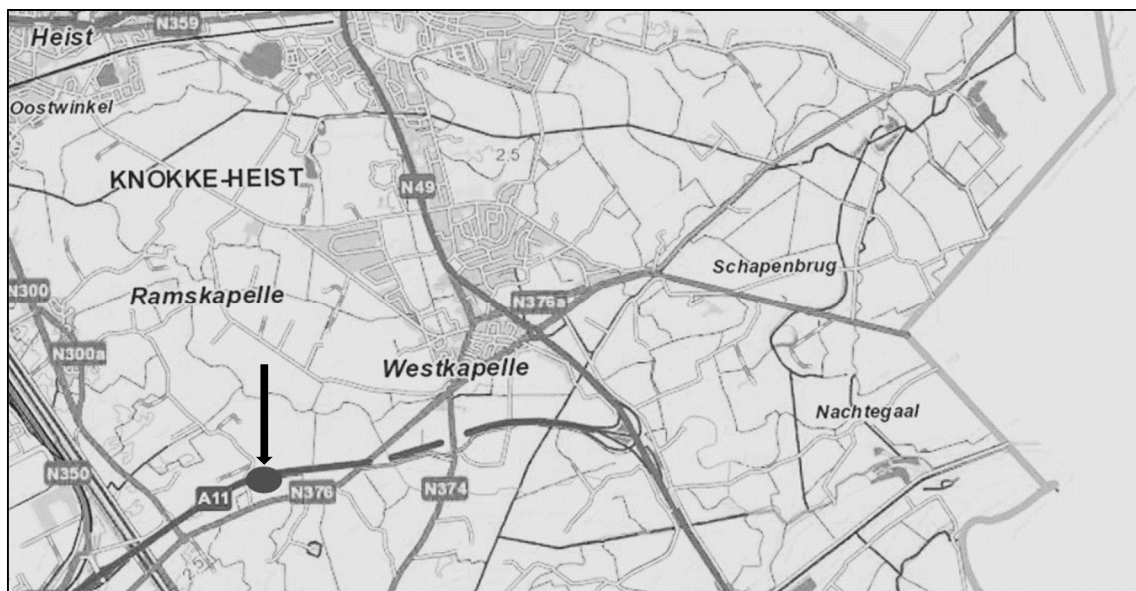 N359
Heist
Oostwinkel
2.5
KNOKKE-HEIST
N49
Schapenbrug
N300
Ramskapelle
N376a
N300a
Westkapelle
Nachtegaal
N350
A11
N376
N374
2.5